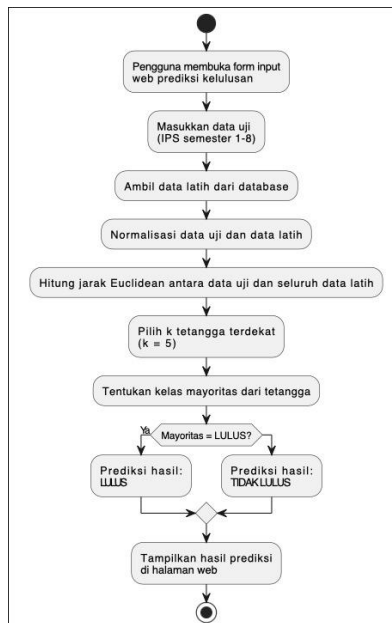 Pengguna membuka form input
web prediksi kelulusan
Masukkan data uji
(IPS semester 1-8)
Ambil data latih dari database
Normalisasi data uji dan data latih
Hitung jarak Euclidean antara data uji dan seluruh data latih
Pilih k tetangga terdekat
(k = 5)
Tentukan kelas mayoritas dari tetangga
Ya
Mayoritas = LULUS?
Prediksi hasil:
LULUS
Prediksi hasil:
TIDAK LULUS
Tampilkan hasil prediksi
di halaman web